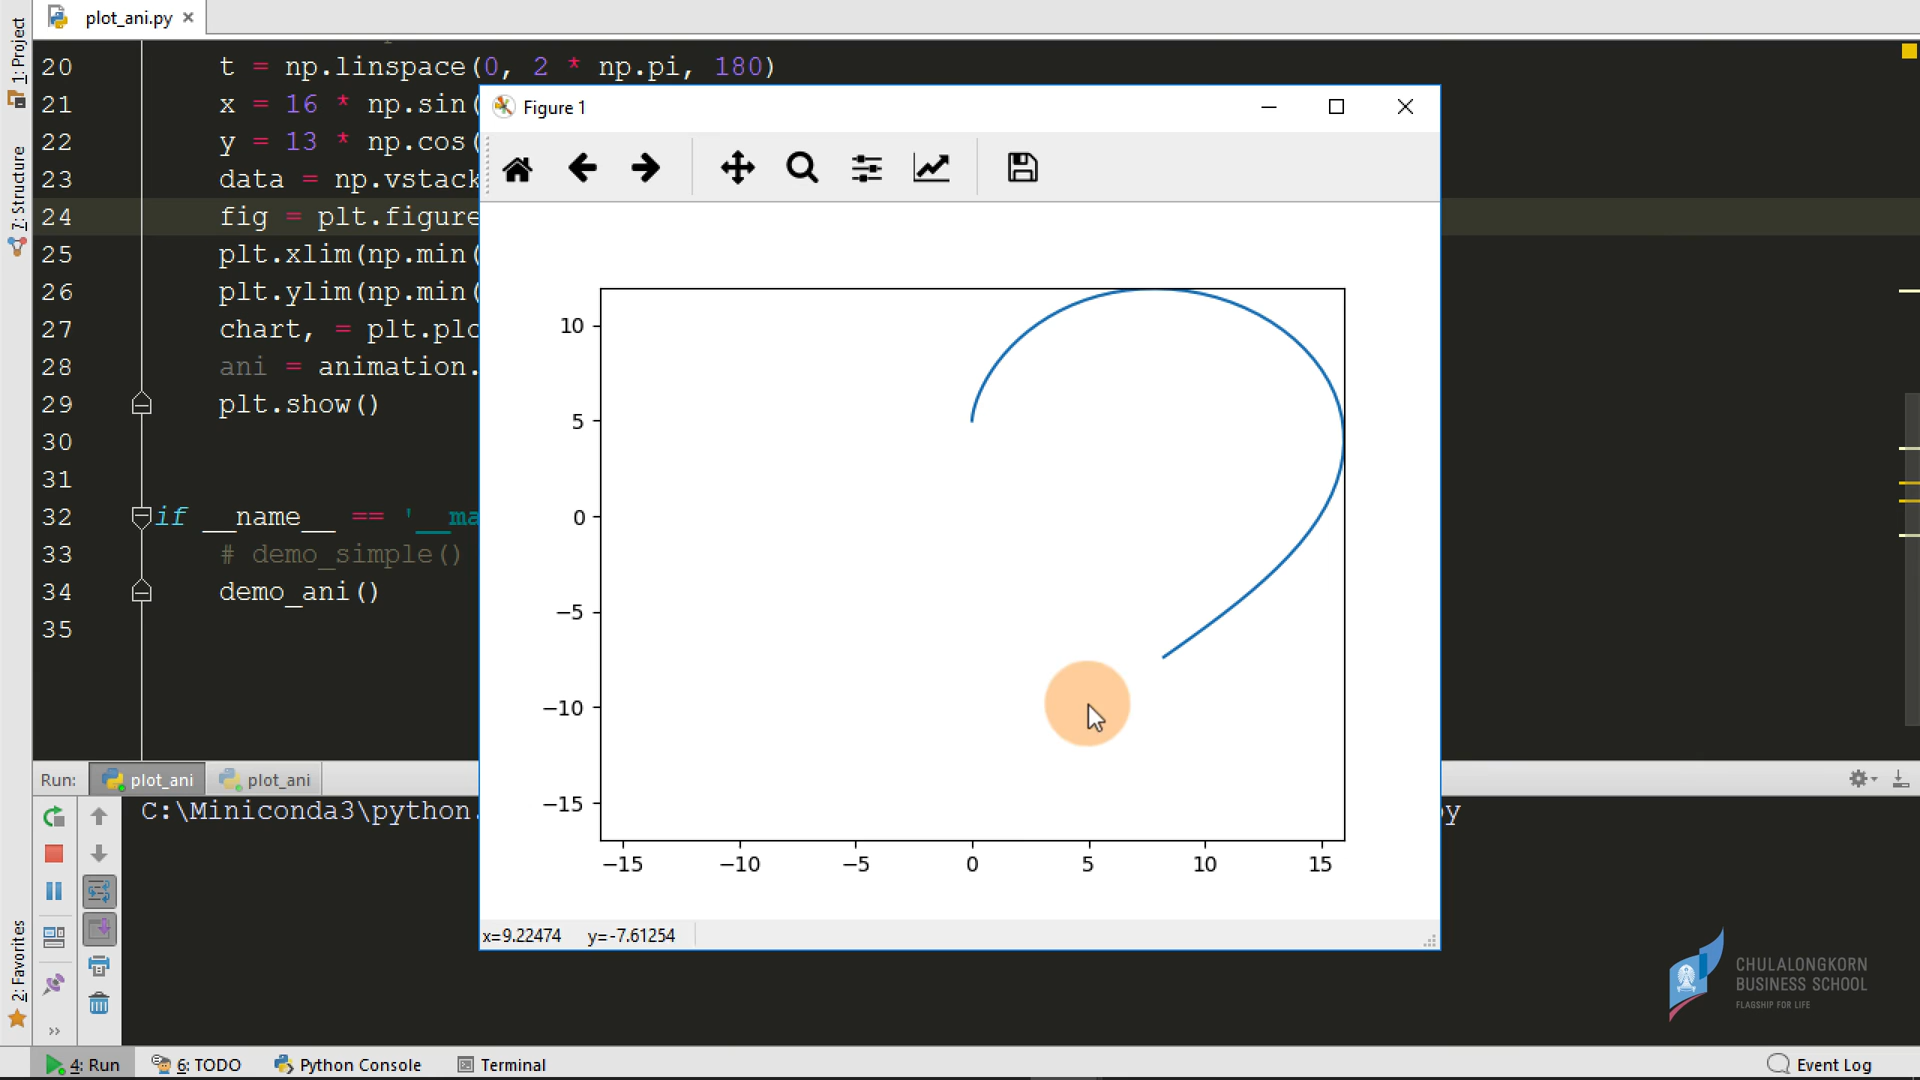 plot_ani.py
1: Project
7: Structure
2: Favorites
20 t = np.linspace(0, 2 * np.pi, 180)
21 x = 16 * np.sin(
22 y = 13 * np.cos(
23 data = np.vstack
24 fig = plt.figure
25 plt.xlim(np.min(
26 plt.ylim(np.min(
27 chart, = plt.plo
28 ani = animation.
29 plt.show()
30
31
32 if __name__ == '__ma
33 # demo_simple()
34 demo_ani()
35
Figure 1
10
5
0
−5
−10
−15
−15 −10 −5 0 5 10 15
x=9.22474 y=-7.61254
Run: plot_ani plot_ani
C:\Miniconda3\python. py
CHULALONGKORN
BUSINESS SCHOOL
FLAGSHIP FOR LIFE
4: Run 6: TODO Python Console Terminal Event Log